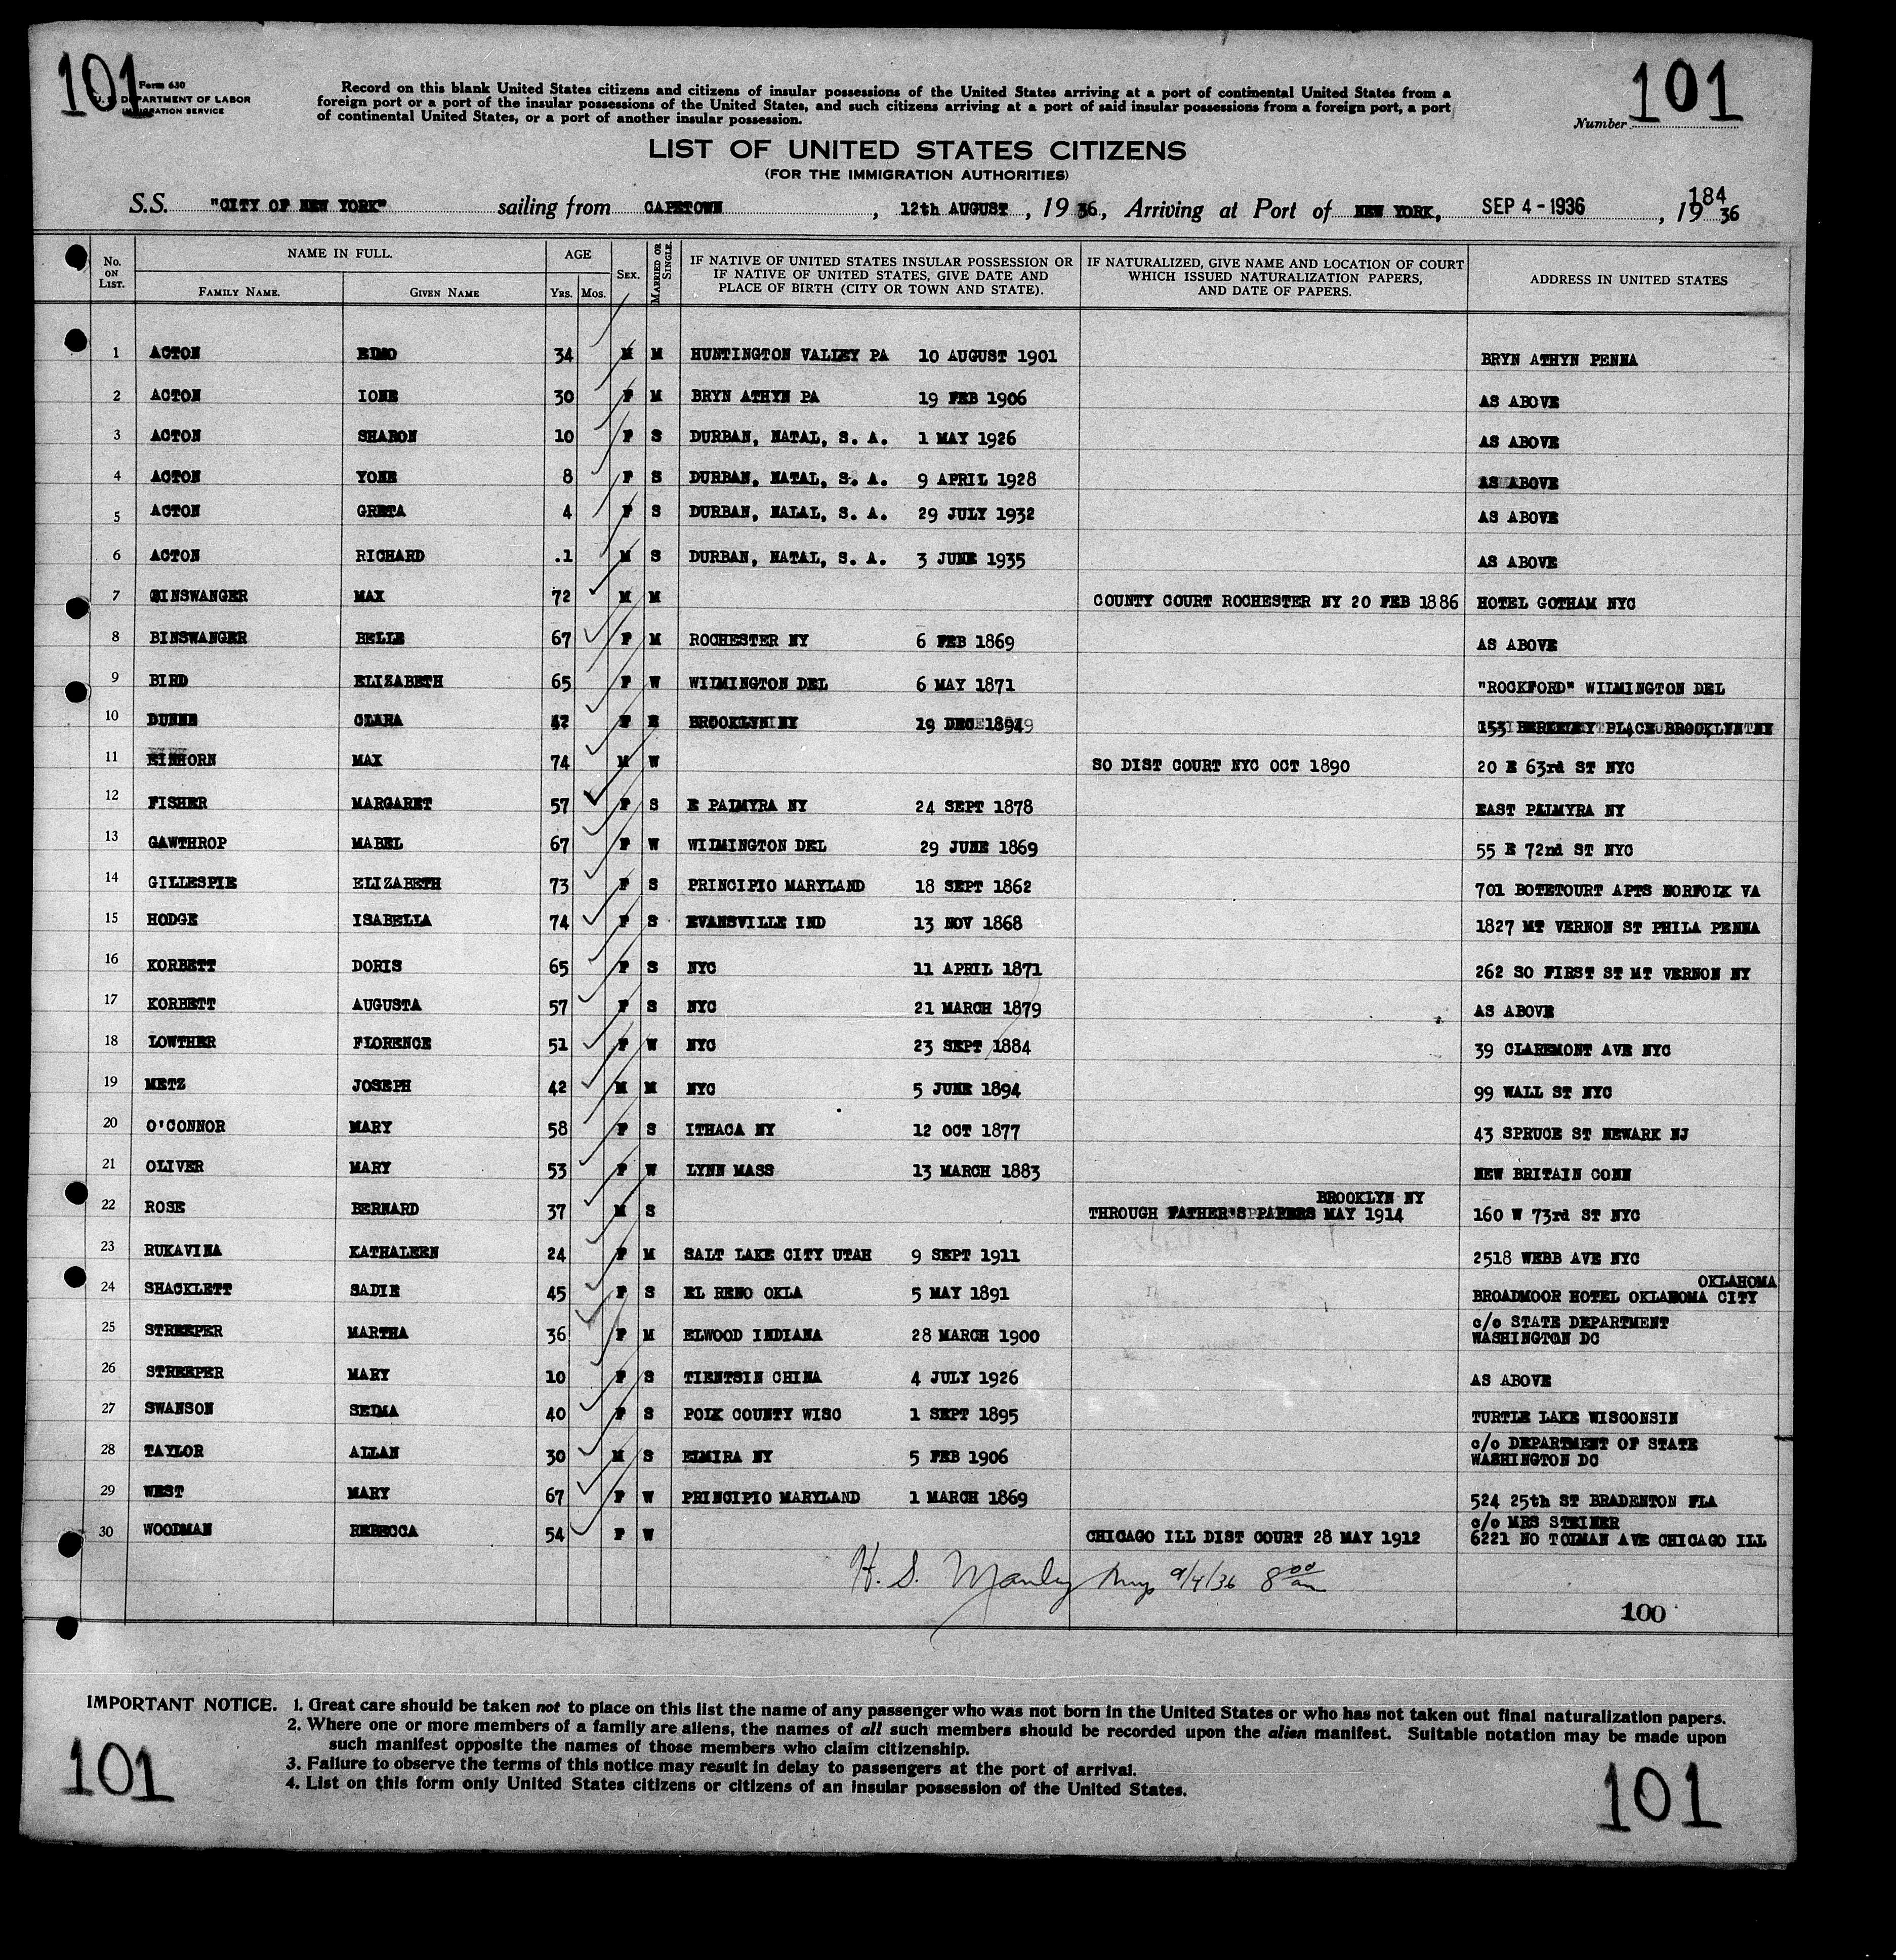 101
101
Form 630
U. S. DEPARTMENT OF LABOR
IMMIGRATION SERVICE
Record on this blank United States citizens and citizens of insular possessions of the United States arriving at a port of continental United States from a
foreign port or a port of the insular possessions of the United States, and such citizens arriving at a port of said insular possessions from a foreign port, a port
of continental United States, or a port of another insular possession.
Number
LIST OF UNITED STATES CITIZENS
(FOR THE IMMIGRATION AUTHORITIES)
184
S.S. "CITY OF NEW YORK" sailing from CAPETOWN, 12th AUGUST, 1936, Arriving at Port of NEW YORK, SEP 4-1936, 1936
No. ON LIST. NAME IN FULL. FAMILY NAME. GIVEN NAME AGE YRS. MOS. SEX. MARRIED OR SINGLE. IF NATIVE OF UNITED STATES INSULAR POSSESSION OR IF NATIVE OF UNITED STATES, GIVE DATE AND PLACE OF BIRTH (CITY OR TOWN AND STATE). IF NATURALIZED, GIVE NAME AND LOCATION OF COURT WHICH ISSUED NATURALIZATION PAPERS, AND DATE OF PAPERS. ADDRESS IN UNITED STATES
1 ACTON 34 M M HUNTINGTON VALLEY PA 10 AUGUST 1901 BRYN ATHYN PENNA
2 ACTON IONE 30 F M BRYN ATHYN PA 19 FEB 1906 AS ABOVE
3 ACTON SHARON 10 F S DURBAN, NATAL, S. A. 1 MAY 1926 AS ABOVE
4 ACTON YONE 8 F S DURBAN, NATAL, S. A. 9 APRIL 1928 AS ABOVE
5 ACTON GRETA 4 F S DURBAN, NALAL, S. A. 29 JULY 1932 AS ABOVE
6 ACTON RICHARD .1 M S DURBAN, NATAL, S. A. 3 JUNE 1935 AS ABOVE
7 BINSWANGER MAX 72 M M COUNTY COURT ROCHESTER NY 20 FEB 1886 HOTEL GOTHAM NYC
8 BINSWANGER BELLE 67 F M ROCHESTER NY 6 FEB 1869 AS ABOVE
9 BIRD ELIZABETH 65 F W WILMINGTON DEL 6 MAY 1871 "ROCKFORD" WILMINGTON DEL
10 DUNNE CLARA 42 F BROOKLYN NY 19 DEC 1894 153 BERKELEY PLACE BROOKLYN NY
11 EINHORN MAX 74 M W SO DIST COURT NYC OCT 1890 20 E 63rd ST NYC
12 FISHER MARGARET 57 F S E PALMYRA NY 24 SEPT 1878 EAST PALMYRA NY
13 GAWTHROP MABEL 67 F W WILMINGTON DEL 29 JUNE 1869 55 E 72nd ST NYC
14 GILLESPIE ELIZABETH 73 F S PRINCIPIO MARYLAND 18 SEPT 1862 701 BOTETOURT APTS NORFOLK VA
15 HODGE ISABELLA 74 F S EVANSVILLE IND 13 NOV 1868 1827 MT VERNON ST PHILA PENNA
16 KORBETT DORIS 65 F S NYC 11 APRIL 1871 262 SO FIRST ST MT VERNON NY
17 KORBETT AUGUSTA 57 F S NYC 21 MARCH 1879 AS ABOVE
18 LOWTHER FLORENCE 51 F W NYC 23 SEPT 1884 39 CLAREMONT AVE NYC
19 METZ JOSEPH 42 M M NYC 5 JUNE 1894 99 WALL ST NYC
20 O'CONNOR MARY 58 F S ITHACA NY 12 OCT 1877 43 SPRUCE ST NEWARK NJ
21 OLIVER MARY 53 F W LYNN MASS 13 MARCH 1883 NEW BRITAIN CONN
BROOKLYN NY
22 ROSE BERNARD 37 M S THROUGH FATHER'S PAPERS MAY 1914 160 W 73rd ST NYC
23 RUKAVINA KATHALEEN 24 F M SALT LAKE CITY UTAH 9 SEPT 1911 2518 WEBB AVE NYC
OKLAHOMA
24 SHACKLETT SADIE 45 F S EL RENO OKLA 5 MAY 1891 BROADMOOR HOTEL OKLAHOMA CITY
25 STREEPER MARTHA 36 F M ELWOOD INDIANA 28 MARCH 1900 c/o STATE DEPARTMENT
WASHINGTON DC
26 STREEPER MARY 10 F S TIENTSIN CHINA 4 JULY 1926 AS ABOVE
27 SWANSON SELMA 40 F S POLK COUNTY WISC 1 SEPT 1895 TURTLE LAKE WISCONSIN
28 TAYLOR ALLAN 30 M S ELMIRA NY 5 FEB 1906 c/o DEPARTMENT OF STATE
WASHINGTON DC
29 WEST MARY 67 F W PRINCIPIO MARYLAND 1 MARCH 1869 524 25th ST BRADENTON FLA
c/o MRS STEINER
30 WOODMAN REBECCA 54 F W CHICAGO ILL DIST COURT 28 MAY 1912 6221 NO TOLMAN AVE CHICAGO ILL
H. S. Manley Insp 9/4/36 8 00 am
100
IMPORTANT NOTICE. 1. Great care should be taken not to place on this list the name of any passenger who was not born in the United States or who has not taken out final naturalization papers.
2. Where one or more members of a family are aliens, the names of all such members should be recorded upon the alien manifest. Suitable notation may be made upon
such manifest opposite the names of those members who claim citizenship.
3. Failure to observe the terms of this notice may result in delay to passengers at the port of arrival.
4. List on this form only United States citizens or citizens of an insular possession of the United States.
101
101